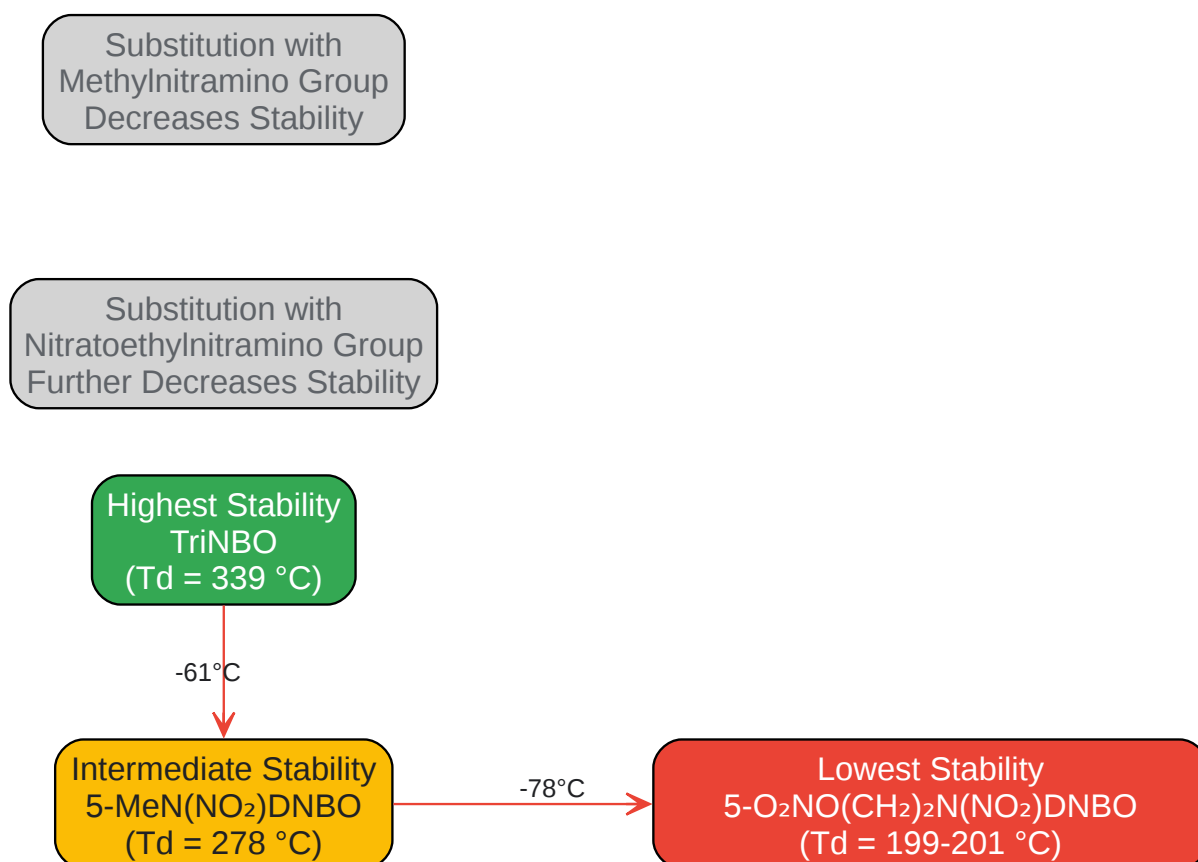 Substitution with
Methylnitramino Group
Decreases Stability
Substitution with
Nitratoethylnitramino Group
Further Decreases Stability
Highest Stability
TriNBO
(Td = 339 °C)
-61°C
Intermediate Stability
5-MeN(NO₂)DNBO
(Td = 278 °C)
-78°C
Lowest Stability
5-O₂NO(CH₂)₂N(NO₂)DNBO
(Td = 199-201 °C)